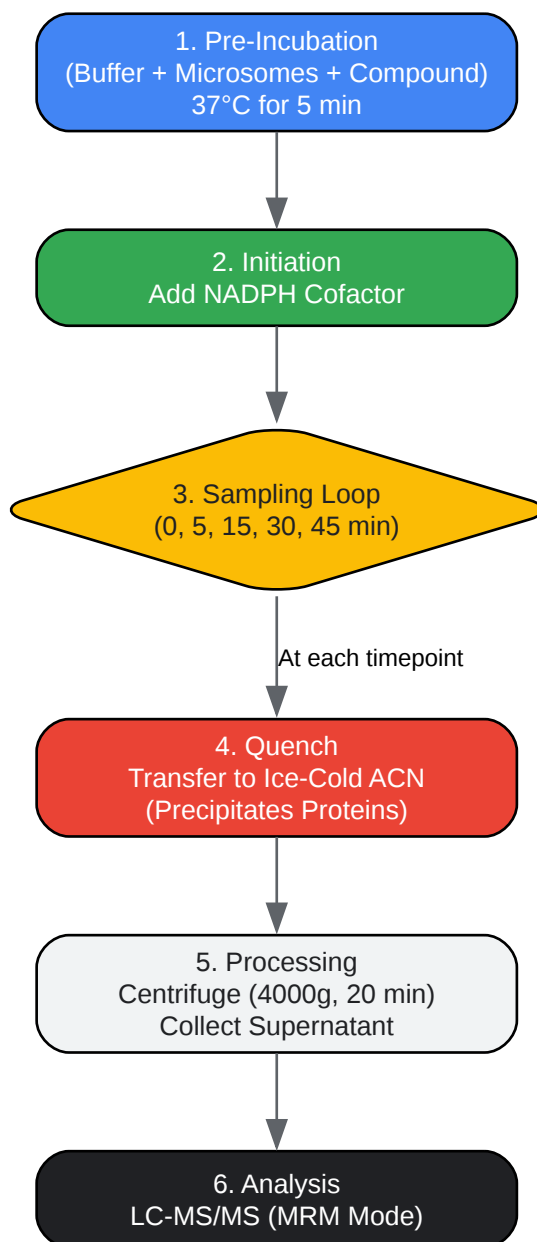 1. Pre-Incubation
(Buffer + Microsomes + Compound)
37°C for 5 min
2. Initiation
Add NADPH Cofactor
3. Sampling Loop
(0, 5, 15, 30, 45 min)
At each timepoint
4. Quench
Transfer to Ice-Cold ACN
(Precipitates Proteins)
5. Processing
Centrifuge (4000g, 20 min)
Collect Supernatant
6. Analysis
LC-MS/MS (MRM Mode)